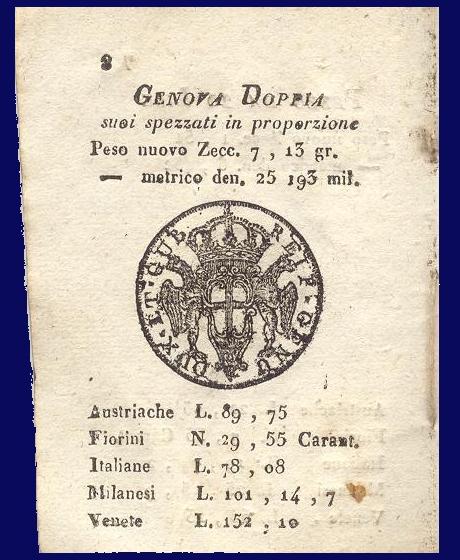 8
GENOVA DOPPIA
suoi spezzati in proporzione
Peso nuovo Zecc. 7 , 13 gr.
— metrico den. 25 193 mil.
DUX·ET·GUB REIP·GENU
Austriache L. 89 , 75
Fiorini N. 29 , 55 Carant.
Italiane L. 78 , 08
Milanesi L. 101 , 14 , 7
Venete L. 152 , 10